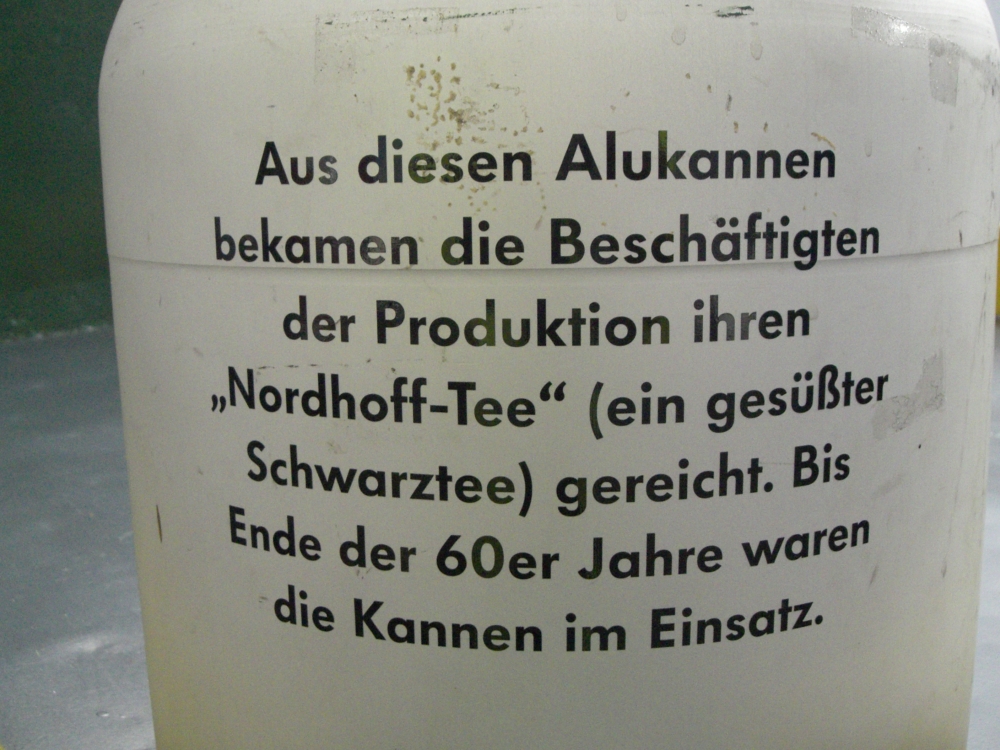 Aus diesen Alukannen
bekamen die Beschäftigten
der Produktion ihren
„Nordhoff-Tee“ (ein gesüßter
Schwarztee) gereicht. Bis
Ende der 60er Jahre waren
die Kannen im Einsatz.